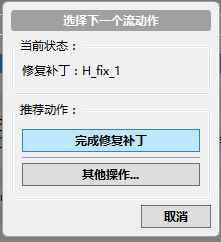 选择下一个流动作
当前状态：
修复补丁：H_fix_1
推荐动作：
完成修复补丁
其他操作...
取消